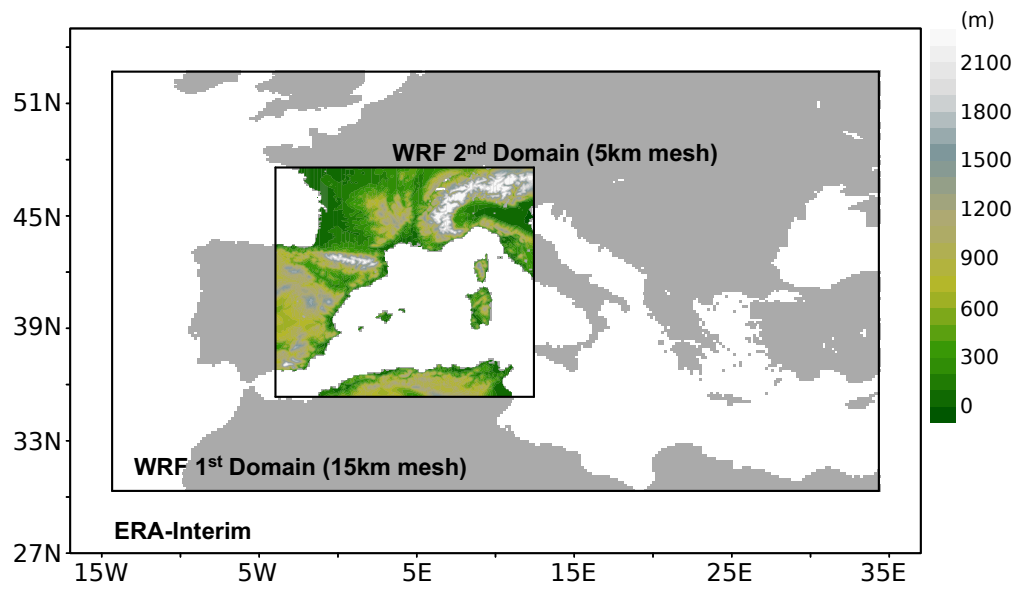 (m)
2100
1800
1500
1200
900
600
300
0
51N
45N
39N
33N
27N
WRF 2nd Domain (5km mesh)
WRF 1st Domain (15km mesh)
ERA-Interim
15W
5W
5E
15E
25E
35E